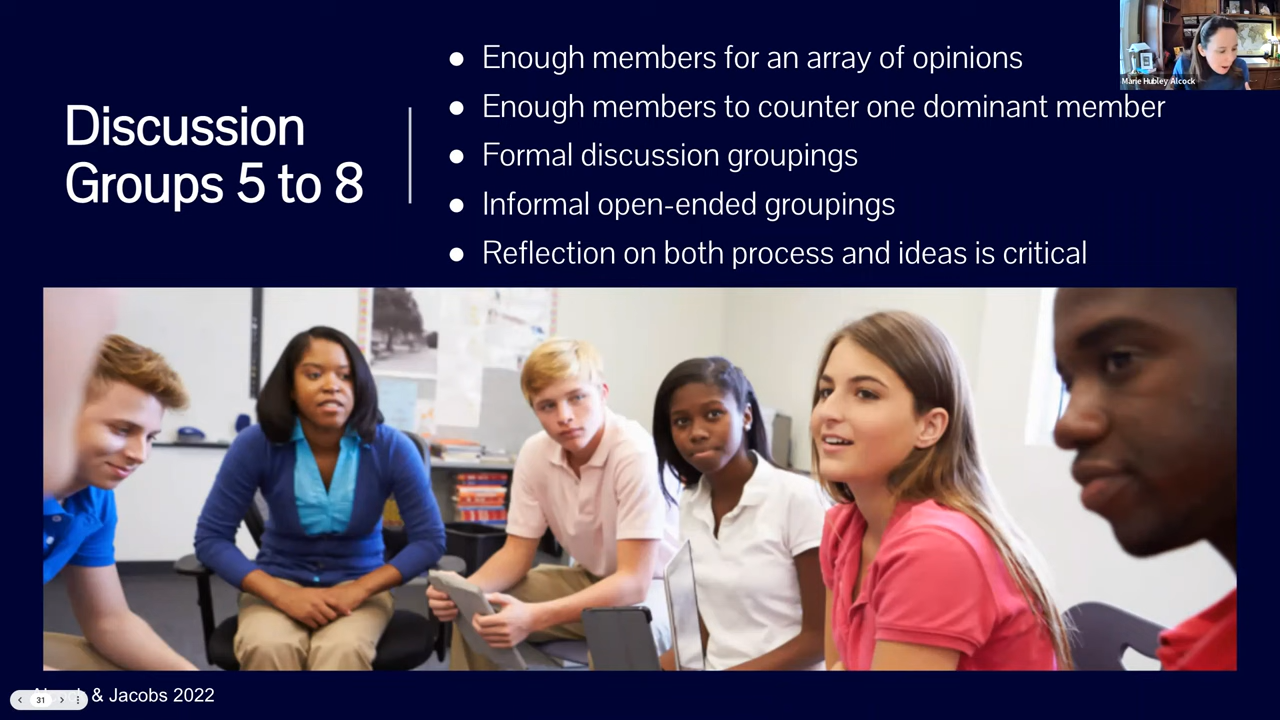 Discussion
Groups 5 to 8
● Enough members for an array of opinions
● Enough members to counter one dominant member
● Formal discussion groupings
● Informal open-ended groupings
● Reflection on both process and ideas is critical
Marie Hubley Alcock
31
& Jacobs 2022